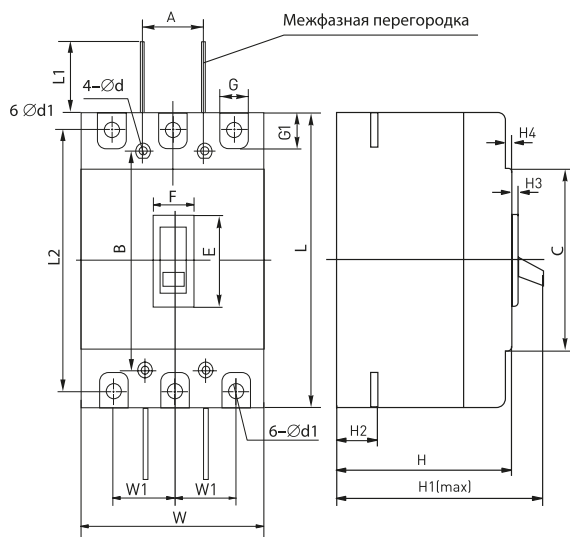 A
Межфазная перегородка
L1
4-Ød
G
6 Ød1
G1
H4
H3
F
L2
B
E
L
C
6-Ød1
H2
W1
W1
H
H1(max)
W